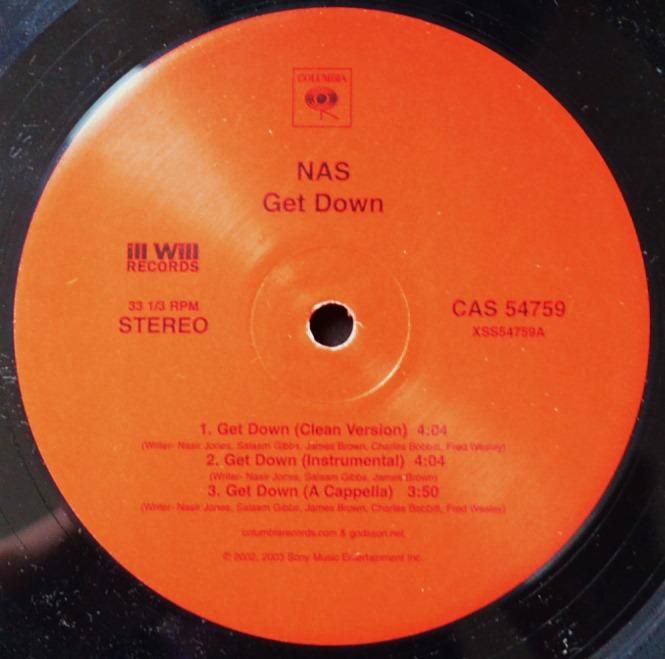 COLUMBIA
NAS
Get Down
ill Will
RECORDS
33 1/3 RPM
STEREO
CAS 54759
XSS54759A
1. Get Down (Clean Version) 4:04
(Writer- Nasir Jones, Salaam Gibbs, James Brown, Charles Bobbitt, Fred Wesley)
2. Get Down (Instrumental) 4:04
(Writer- Nasir Jones, Salaam Gibbs, James Brown)
3. Get Down (A Cappella) 3:50
(Writer- Nasir Jones, Salaam Gibbs, James Brown, Charles Bobbitt, Fred Wesley)
columbiarecords.com & godsson.net
© 2002, 2003 Sony Music Entertainment Inc.